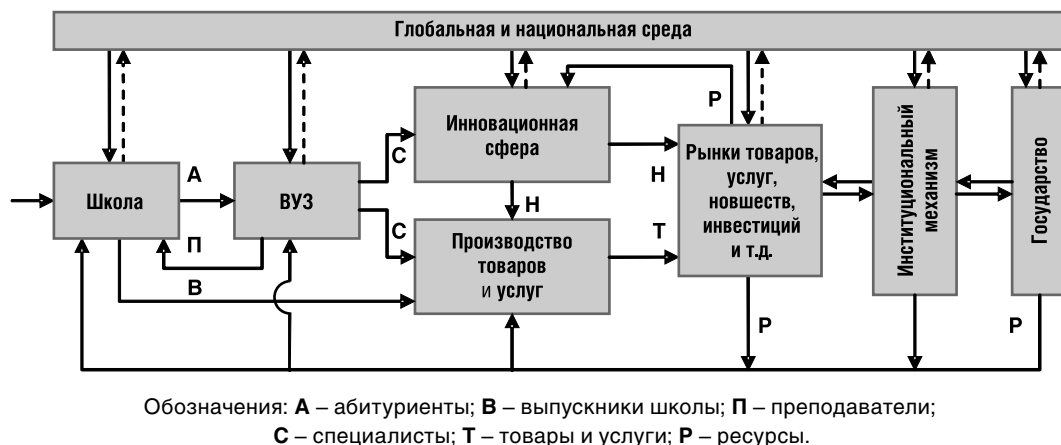 Глобальная и национальная среда
Р
Инновационная
сфера
С
Н
Рынки товаров,
услуг,
новшеств,
инвестиций
и т.д.
Институциональный
механизм
Государство
Школа
А
ВУЗ
П
В
С
Н
Производство
товаров
и услуг
Т
Р
Р
Обозначения: А – абитуриенты; В – выпускники школы; П – преподаватели;
С – специалисты; Т – товары и услуги; Р – ресурсы.